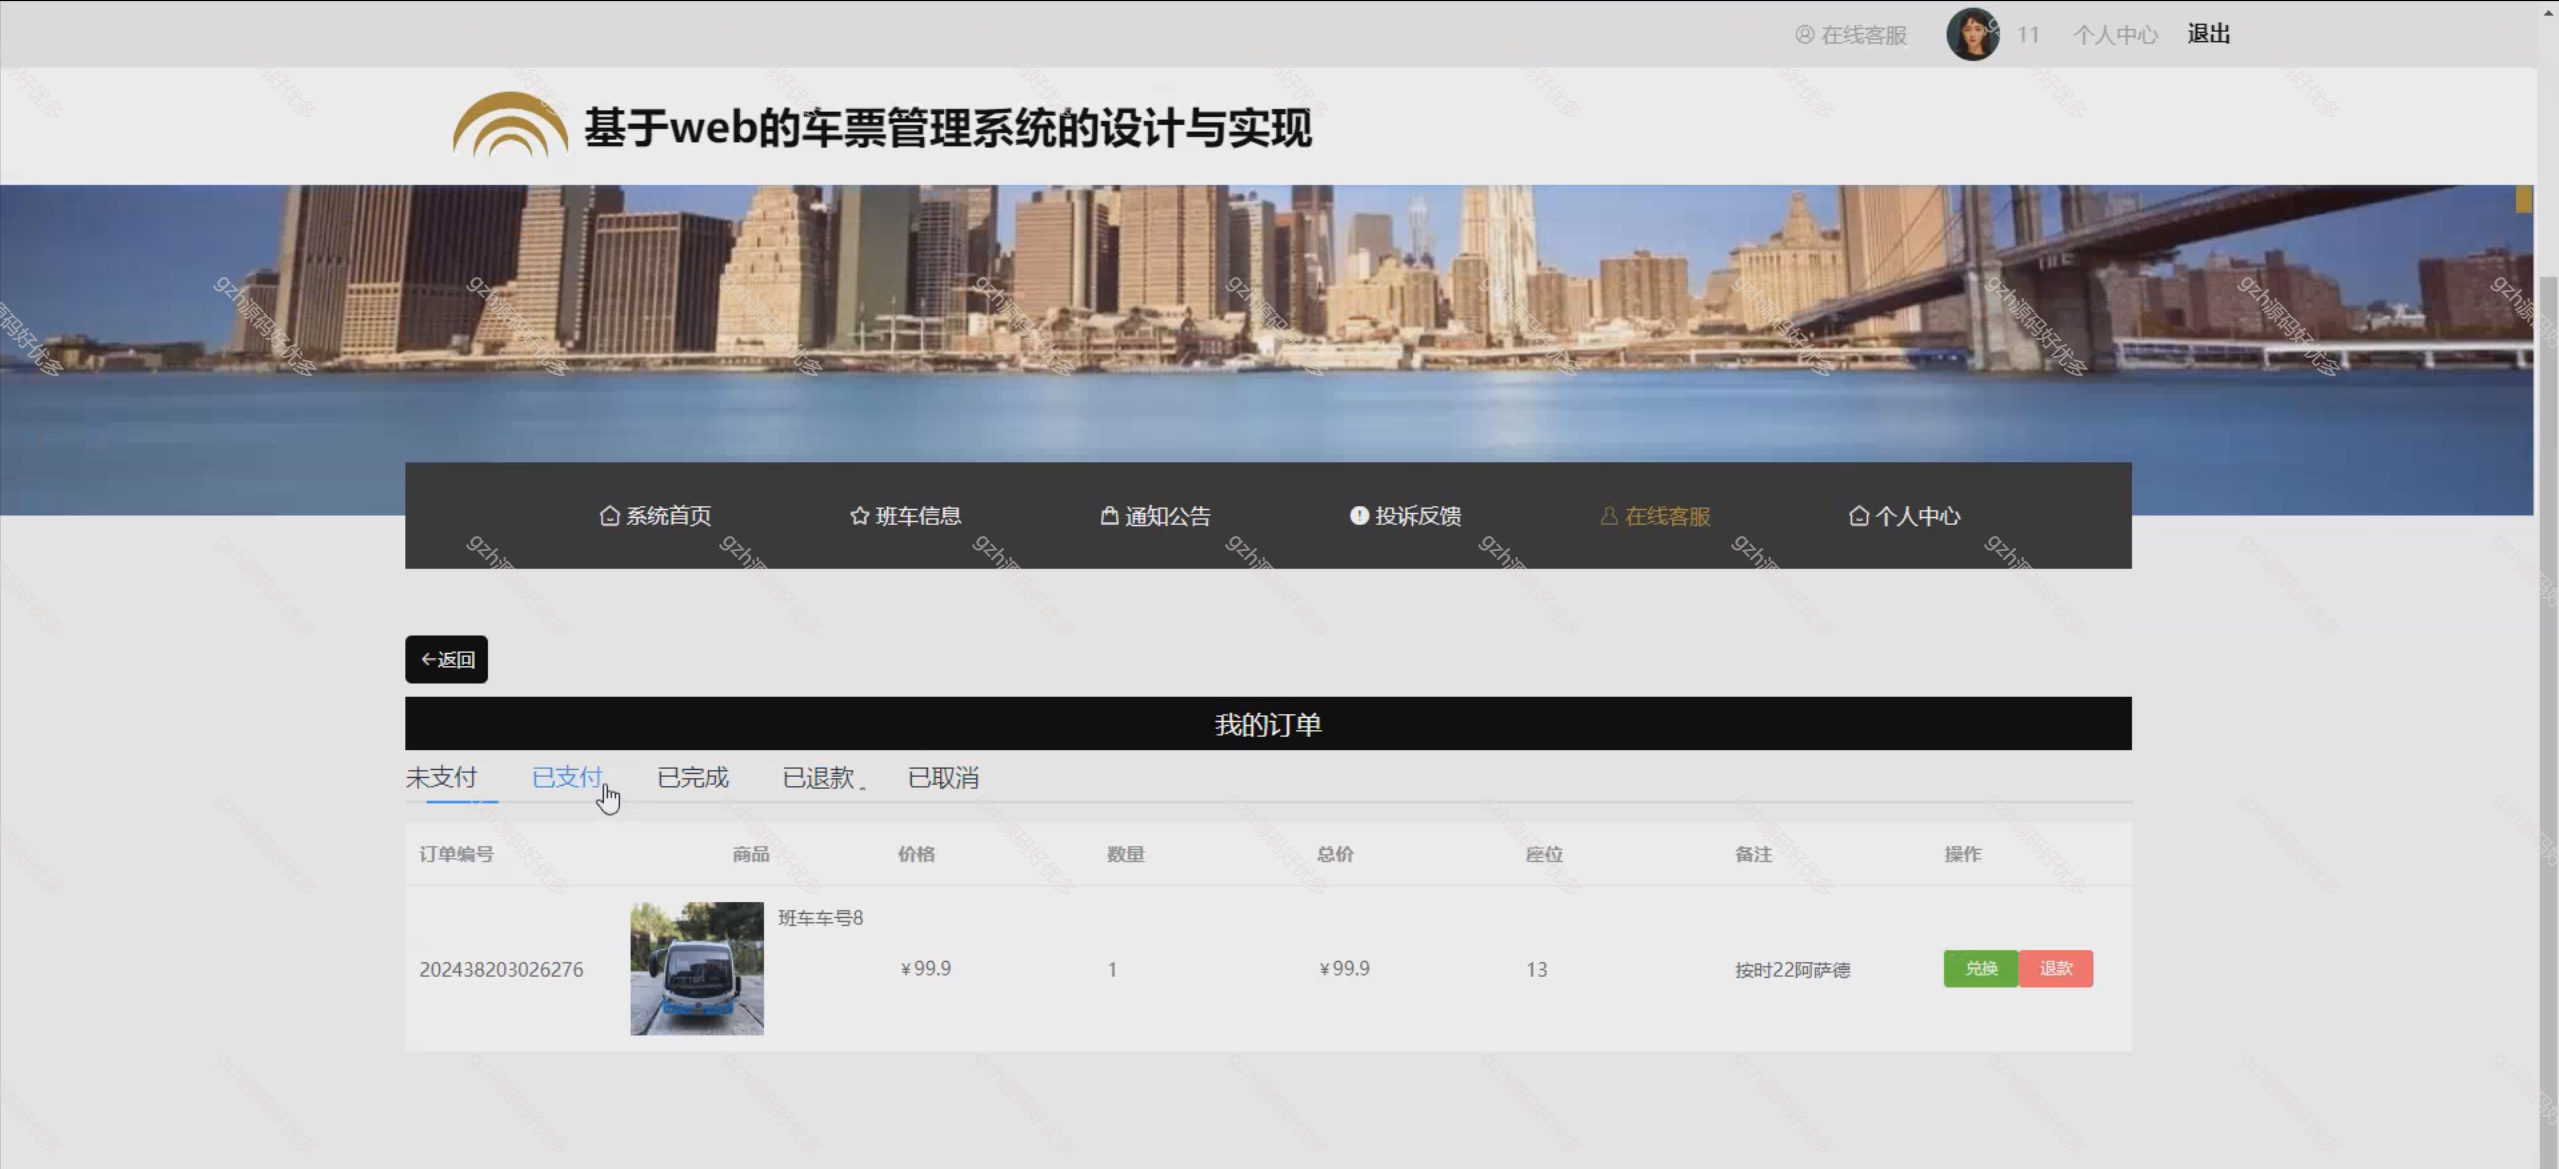 在线客服 11 个人中心 退出
基于web的车票管理系统的设计与实现
系统首页 班车信息 通知公告 投诉反馈 在线客服 个人中心
←返回
我的订单
未支付 已支付 已完成 已退款 已取消
订单编号 商品 价格 数量 总价 座位 备注 操作
班车车号8
202438203026276 ¥99.9 1 ¥99.9 13 按时22阿萨德 兑换 退款
gzh源码好优多